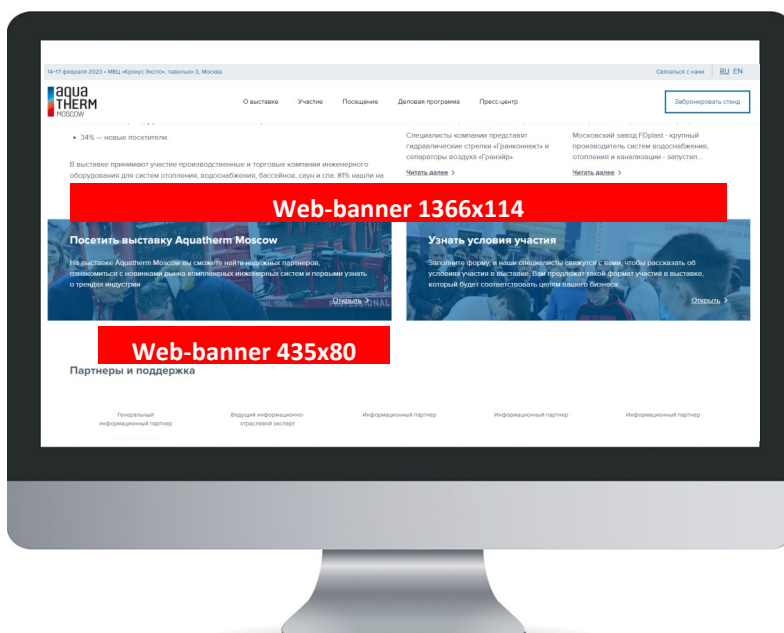 14-17 февраля 2023 • МВЦ «Крокус Экспо», павильон 3, Москва
Связаться с нами
RU EN
aqua
THERM
MOSCOW
О выставке
Участие
Посещение
Деловая программа
Пресс-центр
Забронировать стенд
• 34% — новые посетители.
В выставке принимают участие производственные и торговые компании инженерного
оборудования для систем отопления, водоснабжения, бассейнов, саун и спа. 81% нашли на
Специалисты компании представят
гидравлические стрелки «Гранконнект» и
сепараторы воздуха «Гранэйр»
Читать далее >
Московский завод FDplast - крупный
производитель систем водоснабжения,
отопления и канализации - запустил...
Читать далее >
Web-banner 1366x114
Посетить выставку Aquatherm Moscow
На выставке Aquatherm Moscow вы сможете найти надежных партнеров,
ознакомиться с новинками рынка комплексных инженерных систем и первыми узнать
о трендах индустрии
Открыть >
Узнать условия участия
Заполните форму, и наши специалисты свяжутся с вами, чтобы рассказать об
условиях участия в выставке. Вам предложат такой формат участия в выставке,
который будет соответствовать целям вашего бизнеса
Открыть >
Web-banner 435x80
Партнеры и поддержка
Генеральный
информационный партнер
Ведущий информационно-
отраслевой эксперт
Информационный партнер
Информационный партнер
Информационный партнер